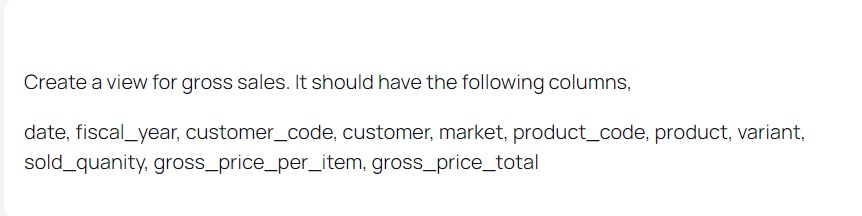 Create a view for gross sales. It should have the following columns,
date, fiscal_year, customer_code, customer, market, product_code, product, variant,
sold_quanity, gross_price_per_item, gross_price_total